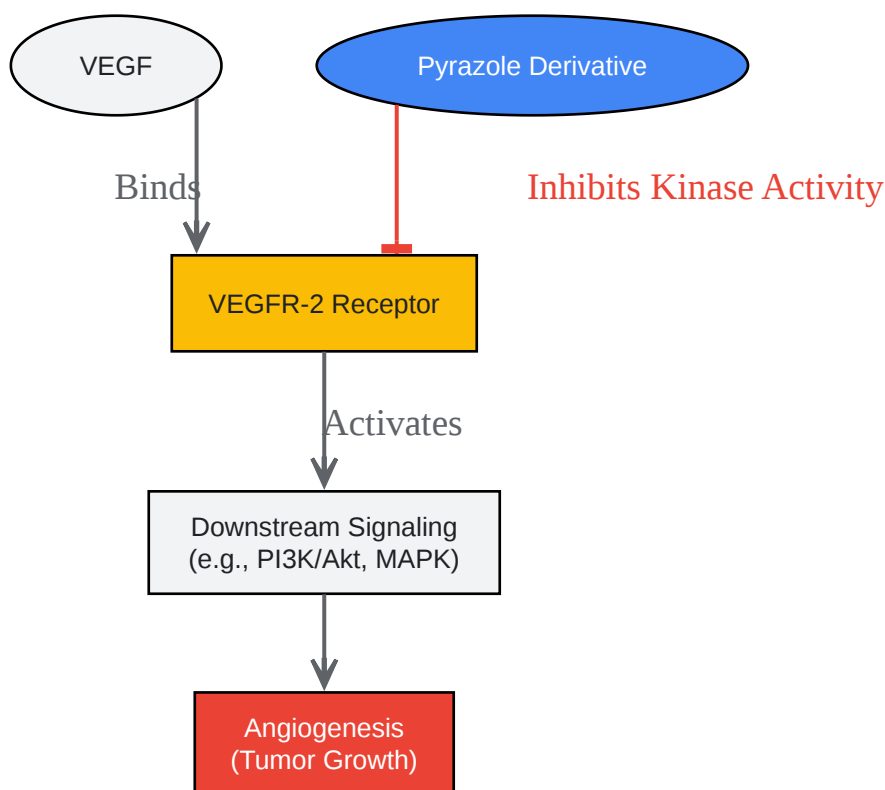 VEGF
Pyrazole Derivative
Binds
Inhibits Kinase Activity
VEGFR-2 Receptor
Activates
Downstream Signaling
(e.g., PI3K/Akt, MAPK)
Angiogenesis
(Tumor Growth)